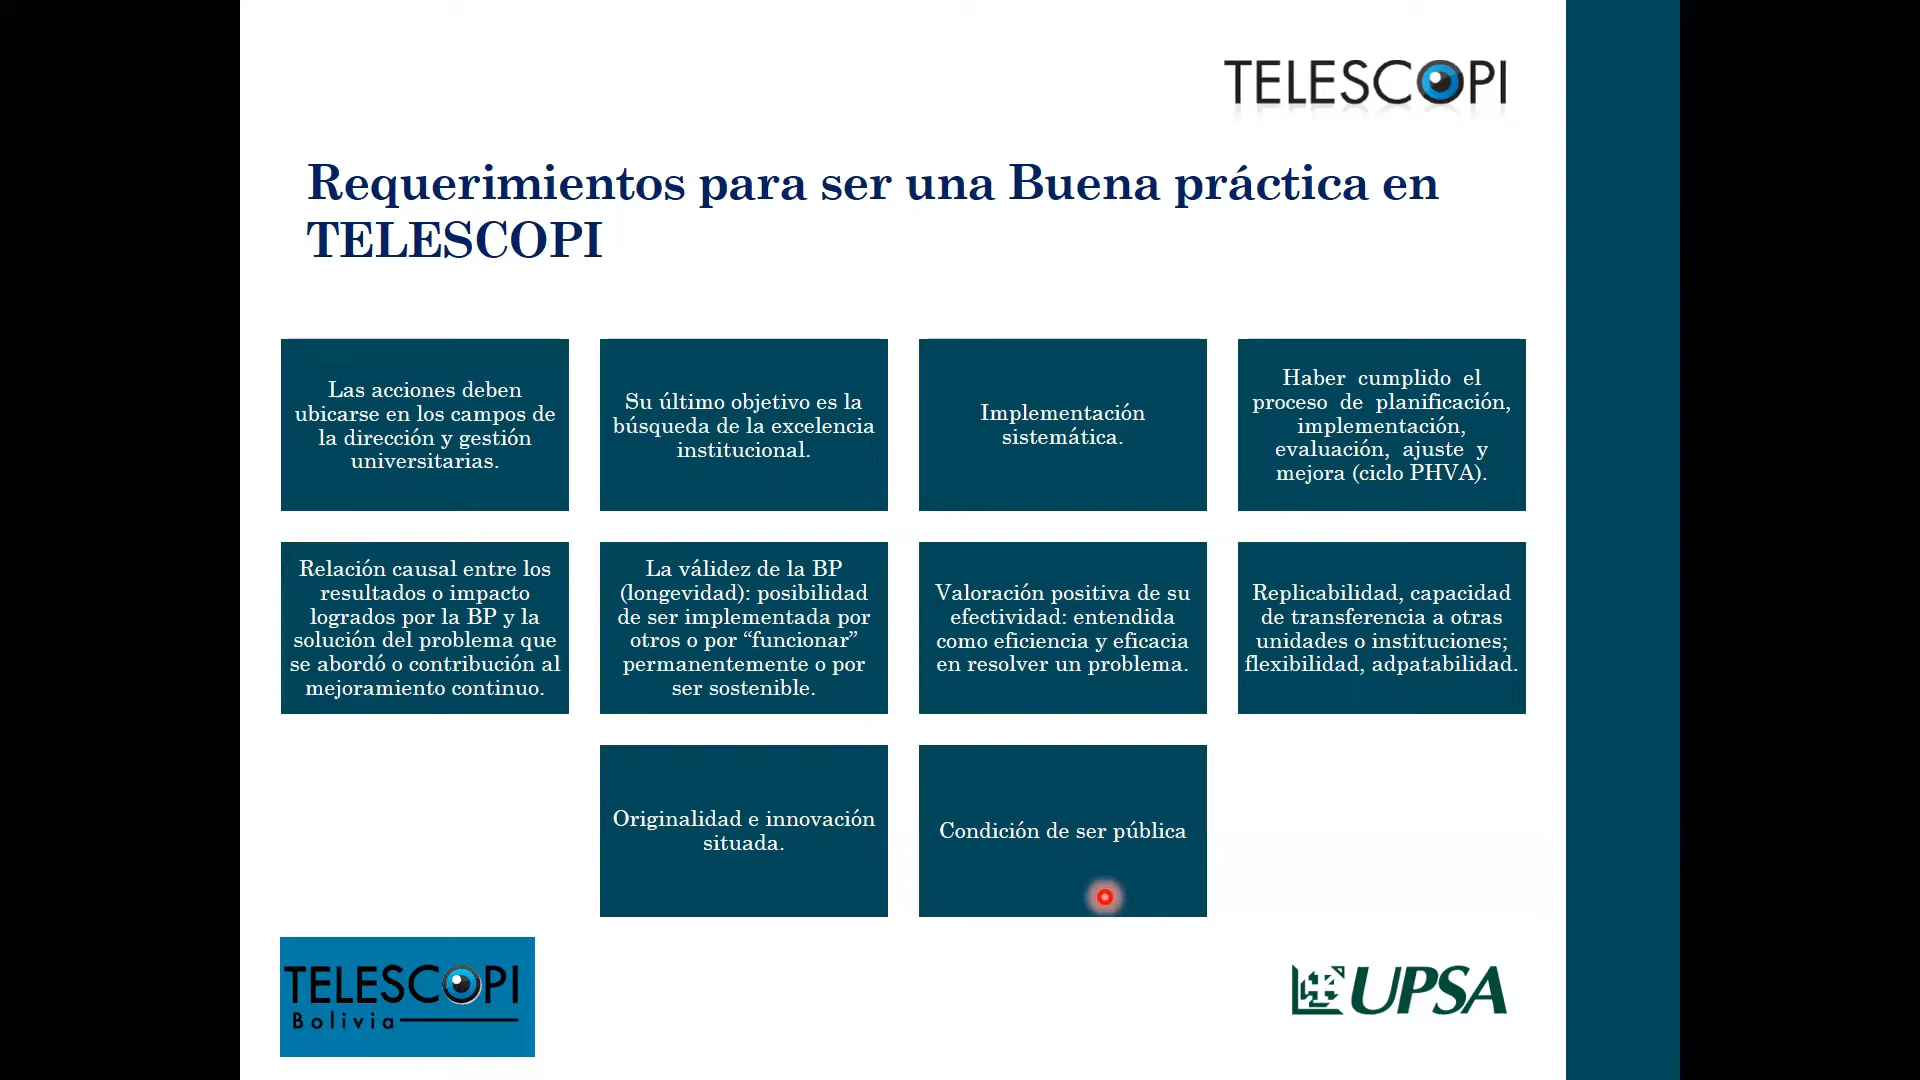 TELESCOPI
Requerimientos para ser una Buena práctica en
TELESCOPI
Las acciones deben
ubicarse en los campos de
la dirección y gestión
universitarias.
Su último objetivo es la
búsqueda de la excelencia
institucional.
Implementación
sistemática.
Haber cumplido el
proceso de planificación,
implementación,
evaluación, ajuste y
mejora (ciclo PHVA).
Relación causal entre los
resultados o impacto
logrados por la BP y la
solución del problema que
se abordó o contribución al
mejoramiento continuo.
La válidez de la BP
(longevidad): posibilidad
de ser implementada por
otros o por “funcionar”
permanentemente o por
ser sostenible.
Valoración positiva de su
efectividad: entendida
como eficiencia y eficacia
en resolver un problema.
Replicabilidad, capacidad
de transferencia a otras
unidades o instituciones;
flexibilidad, adpatabilidad.
Originalidad e innovación
situada.
Condición de ser pública
TELESCOPI
Bolivia
UPSA